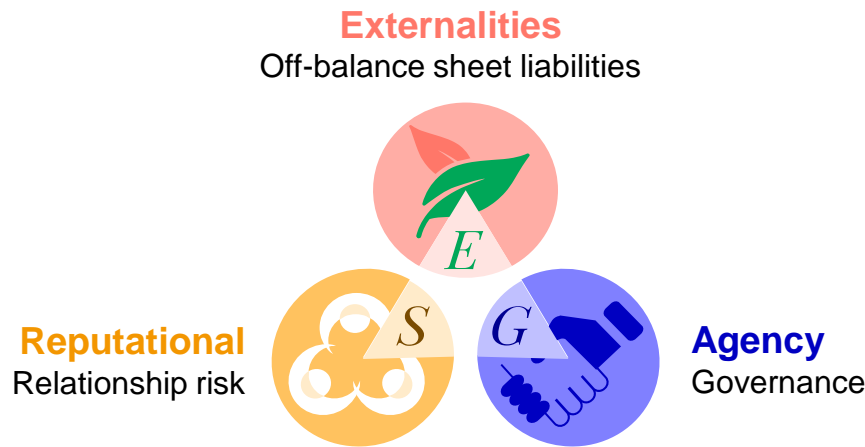 Externalities
Off-balance sheet liabilities
E
S
G
Reputational
Relationship risk
Agency
Governance